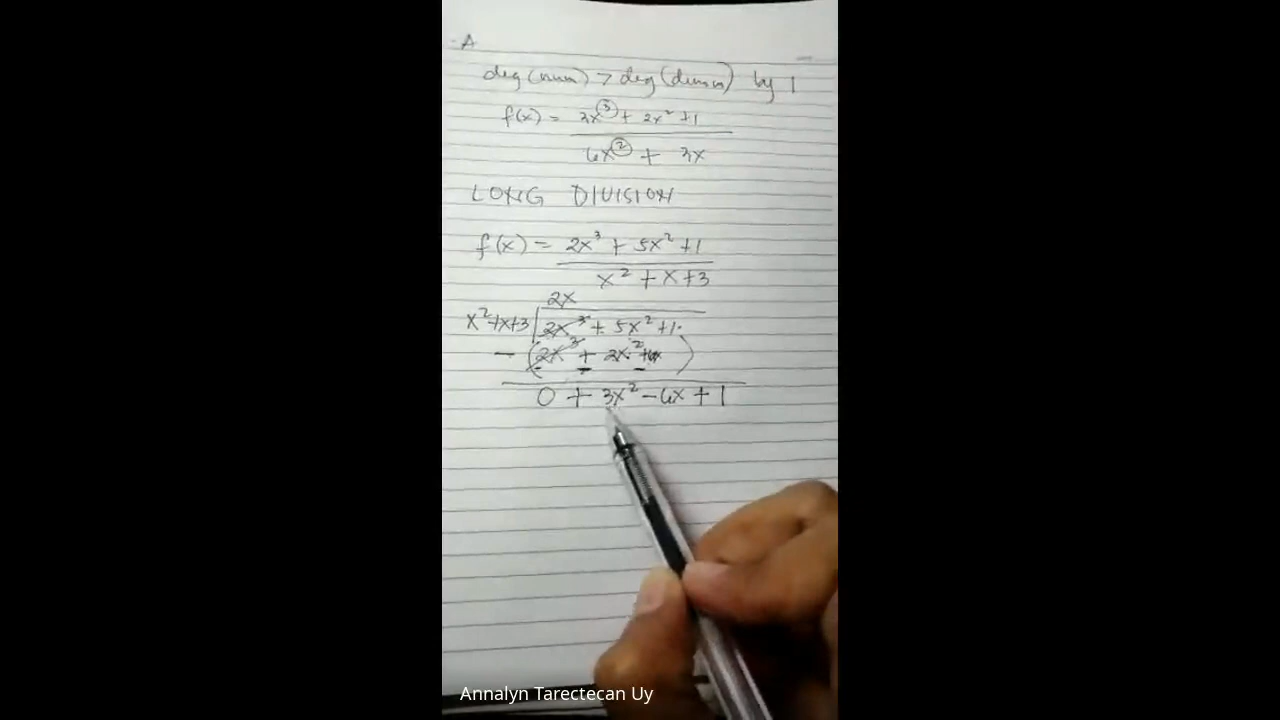 - A
deg (num) > deg (denom) by 1
f(x) = 3x³ + 2x² + 1
6x² + 3x
LONG DIVISION
f(x) = 2x³ + 5x² + 1
x² + x + 3
2x
x² + x + 3 2x³ + 5x² + 1
- (2x³ + 2x² + 6x)
0 + 3x² - 6x + 1
Annalyn Tarectecan Uy